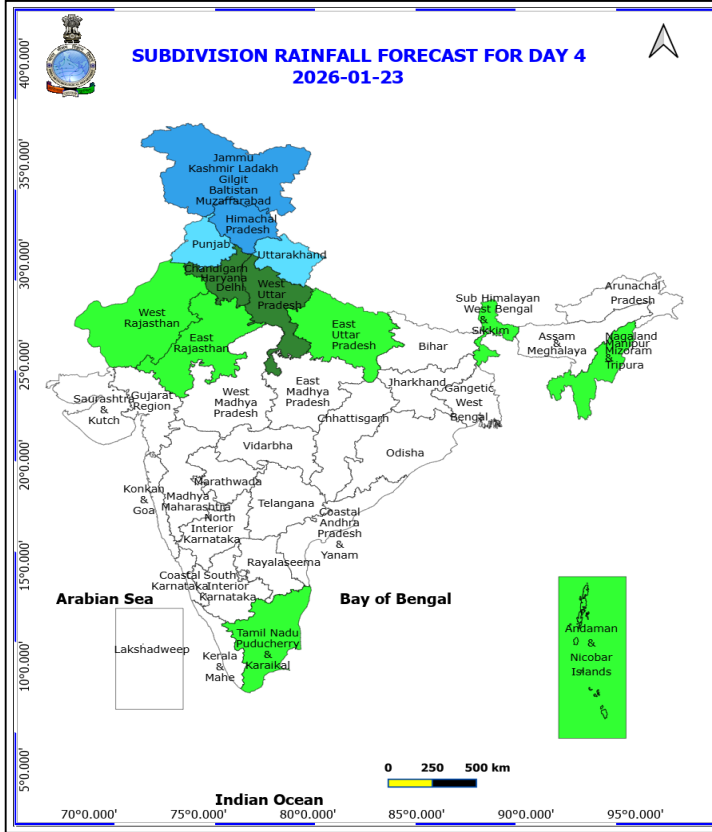 SUBDIVISION RAINFALL FORECAST FOR DAY 4
2026-01-23
40°0.000'
35°0.000'
30°0.000'
25°0.000'
20°0.000'
15°0.000'
10°0.000'
5°0.000'
Jammu
Kashmir Ladakh
Gilgit
Baltistan
Muzaffarabad
Himachal
Pradesh
Punjab
Uttarakhand
Chandigarh
Haryana
Delhi
West
Uttar
Pradesh
West
Rajasthan
East
Rajasthan
East
Uttar
Pradesh
Sub Himalayan
West Bengal
&
Sikkim
Arunachal
Pradesh
Assam
&
Meghalaya
Nagaland
Manipur
Mizoram
&
Tripura
Bihar
Saurashtra
&
Kutch
Gujarat
Region
West
Madhya
Pradesh
East
Madhya
Pradesh
Jharkhand
Gangetic
West
Bengal
Chhattisgarh
Vidarbha
Odisha
Konkan
&
Goa
Madhya
Maharashtra
Marathwada
Telangana
North
Interior
Karnataka
Coastal
Andhra
Pradesh
&
Yanam
Rayalaseema
Coastal
Karnataka
South
Interior
Karnataka
Arabian Sea
Bay of Bengal
Lakshadweep
Kerala
&
Mahe
Tamil Nadu
Puducherry
&
Karaikal
Andaman
&
Nicobar
Islands
0 250 500 km
Indian Ocean
70°0.000' 75°0.000' 80°0.000' 85°0.000' 90°0.000' 95°0.000'